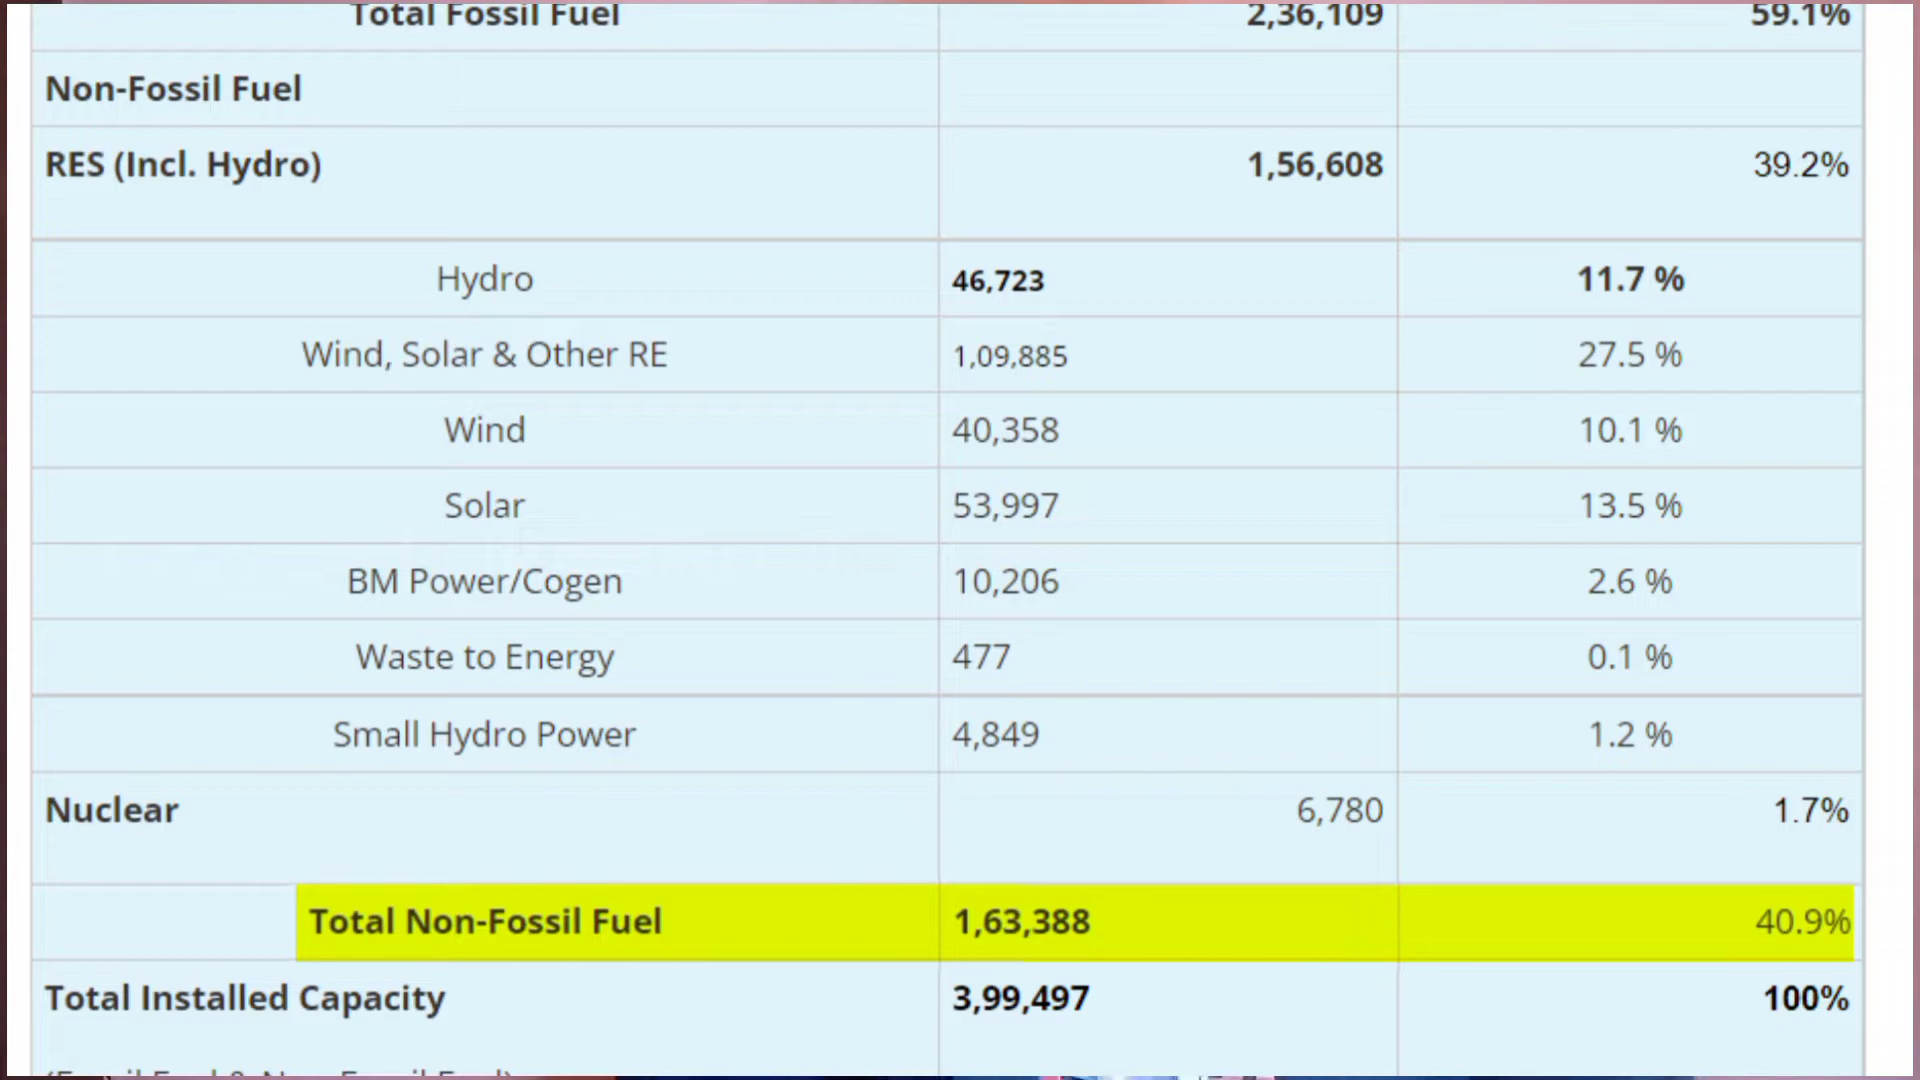 Total Fossil Fuel 2,36,109 59.1%
Non-Fossil Fuel
RES (Incl. Hydro) 1,56,608 39.2%
Hydro 46,723 11.7 %
Wind, Solar & Other RE 1,09,885 27.5 %
Wind 40,358 10.1 %
Solar 53,997 13.5 %
BM Power/Cogen 10,206 2.6 %
Waste to Energy 477 0.1 %
Small Hydro Power 4,849 1.2 %
Nuclear 6,780 1.7%
Total Non-Fossil Fuel 1,63,388 40.9%
Total Installed Capacity 3,99,497 100%